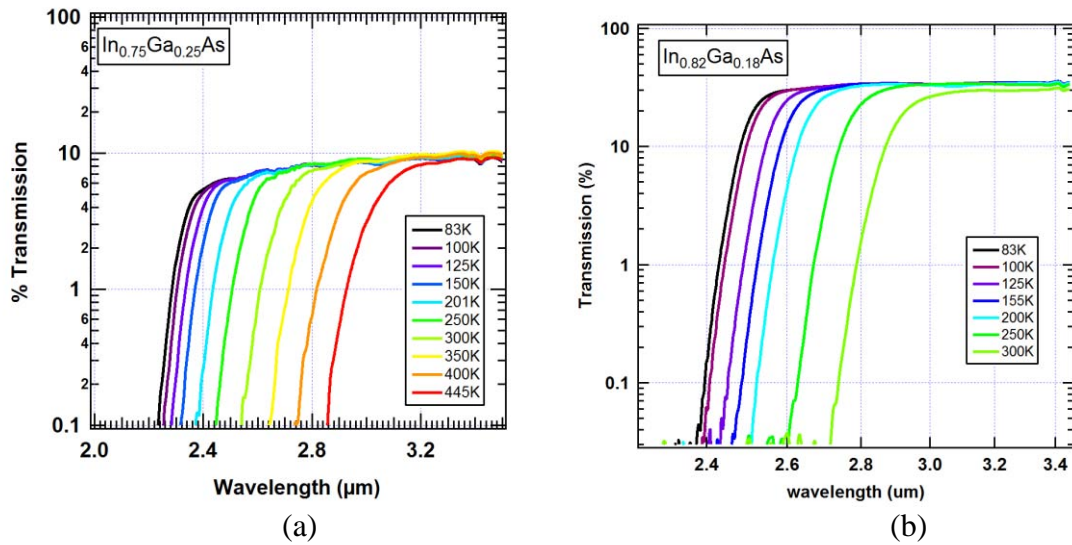 100
In0.75Ga0.25As
6
4
2
10
6
4
2
1
6
4
2
0.1
% Transmission
83K
100K
125K
150K
201K
250K
300K
350K
400K
445K
2.0 2.4 2.8 3.2
Wavelength (µm)
(a)
100
In0.82Ga0.18As
10
1
0.1
Transmission (%)
83K
100K
125K
155K
200K
250K
300K
2.4 2.6 2.8 3.0 3.2 3.4
wavelength (um)
(b)